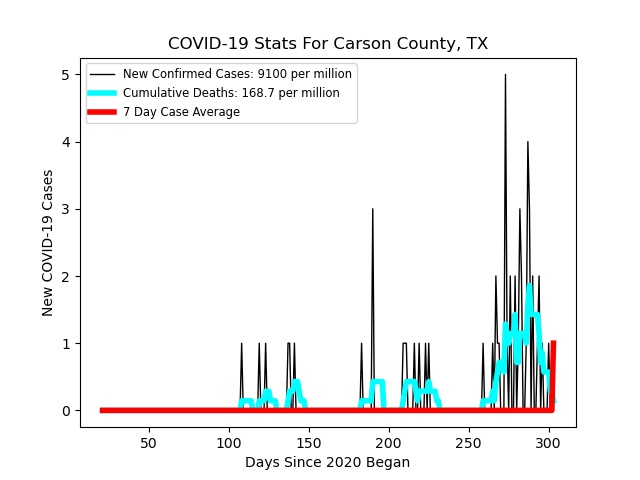 COVID-19 Stats For Carson County, TX
New Confirmed Cases: 9100 per million
Cumulative Deaths: 168.7 per million
7 Day Case Average
New COVID-19 Cases
5
4
3
2
1
0
50 100 150 200 250 300
Days Since 2020 Began